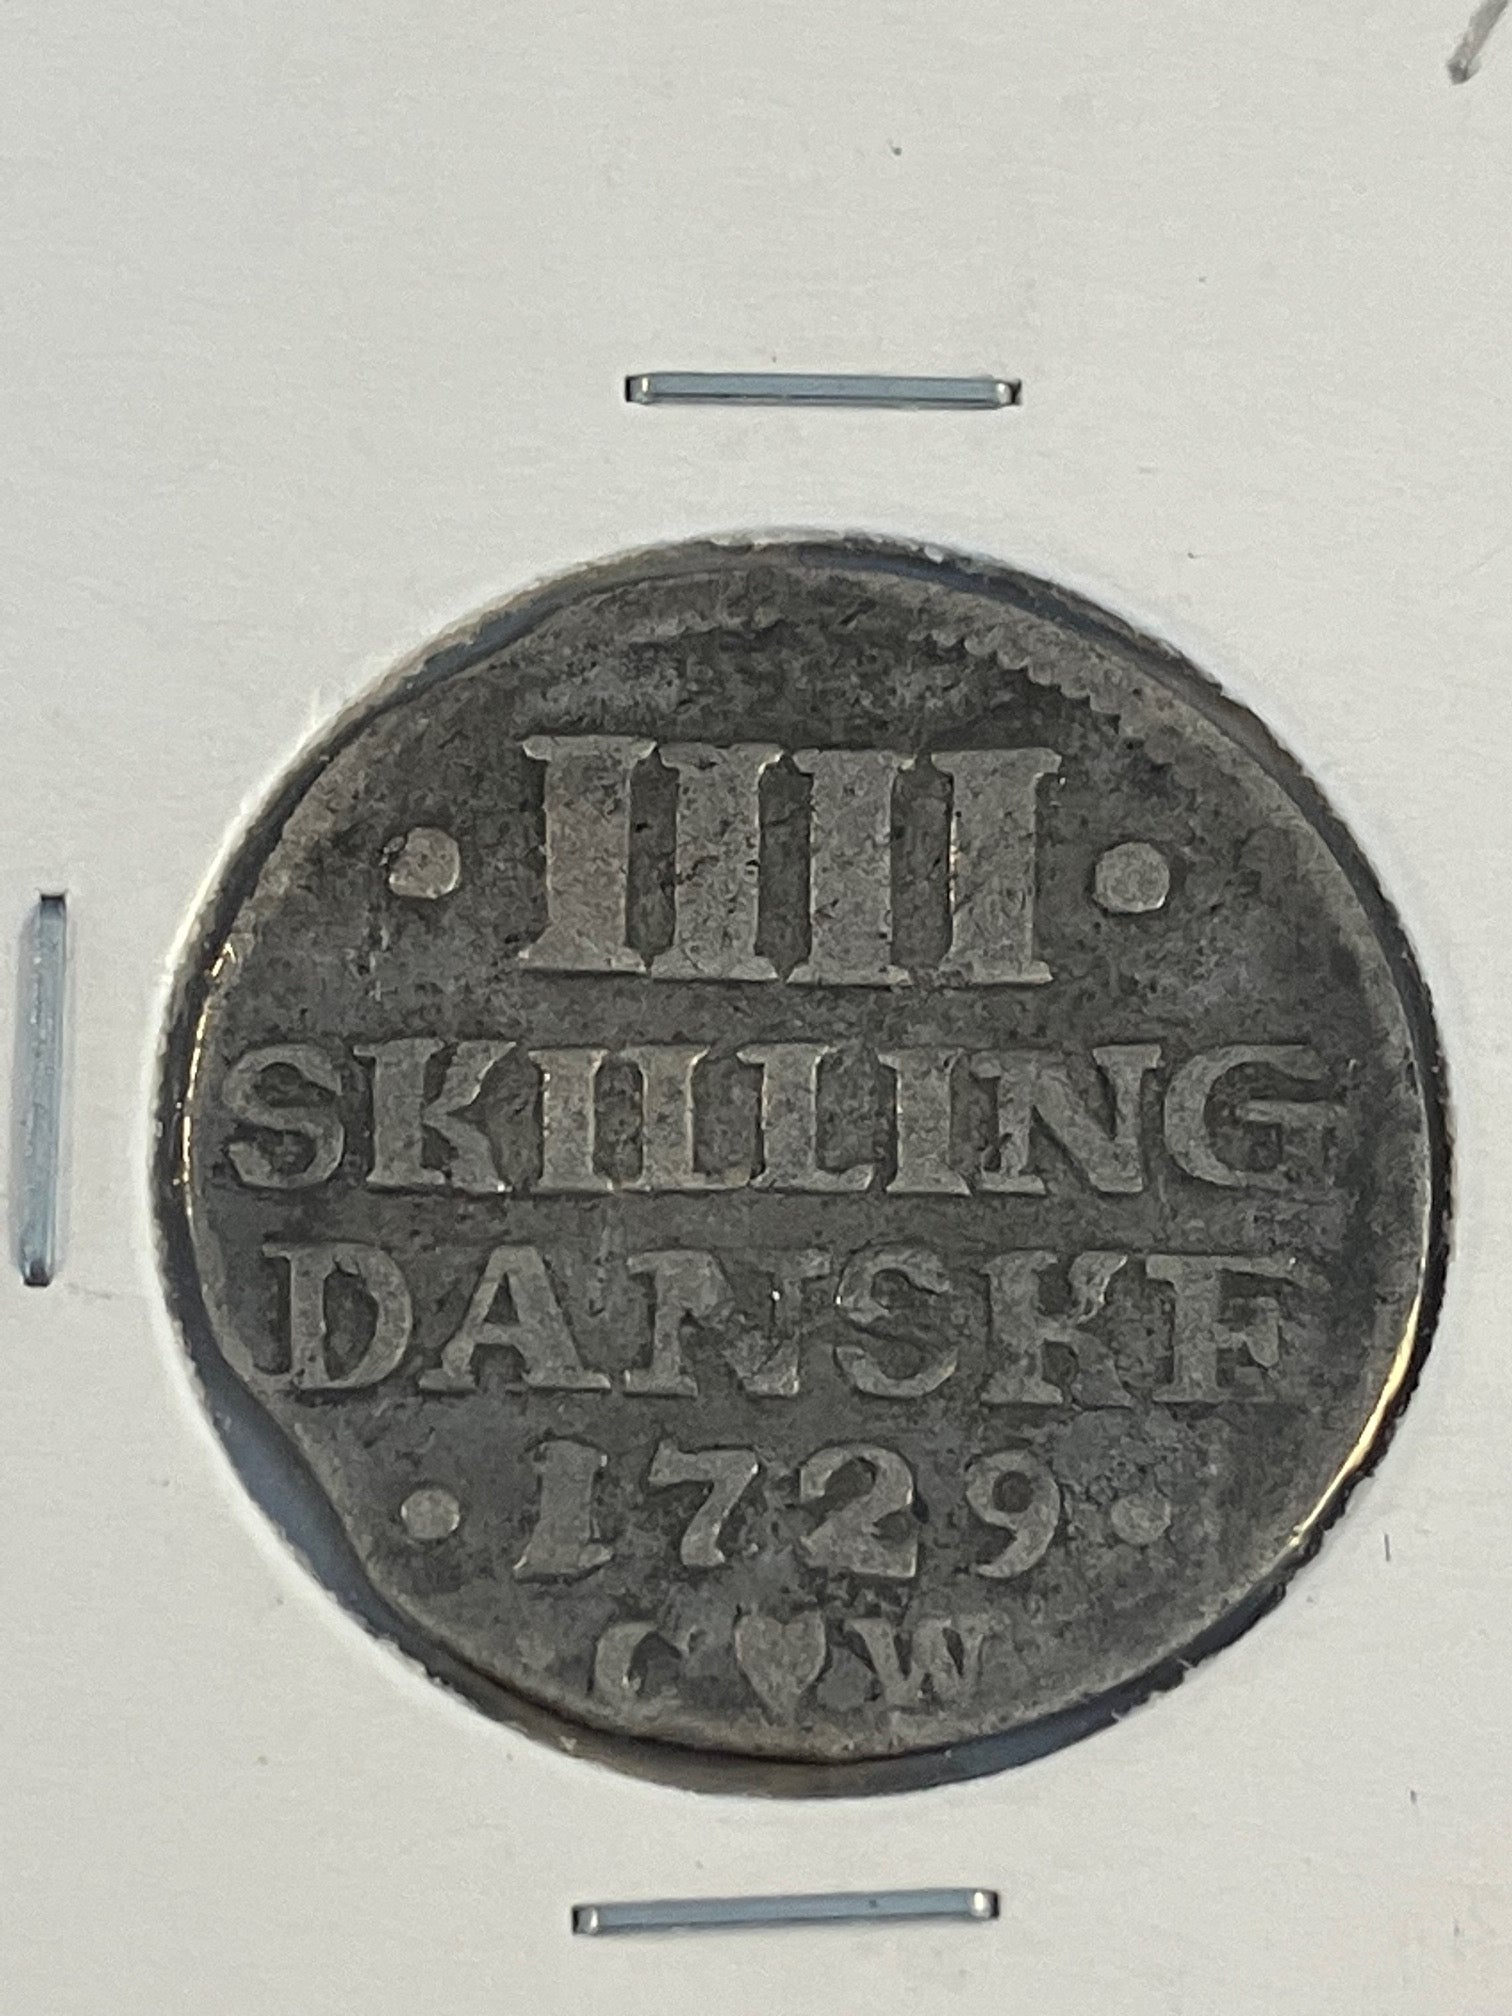 · IIII ·
SKILLING
DANSKE
· 1729 ·
C ♥ W